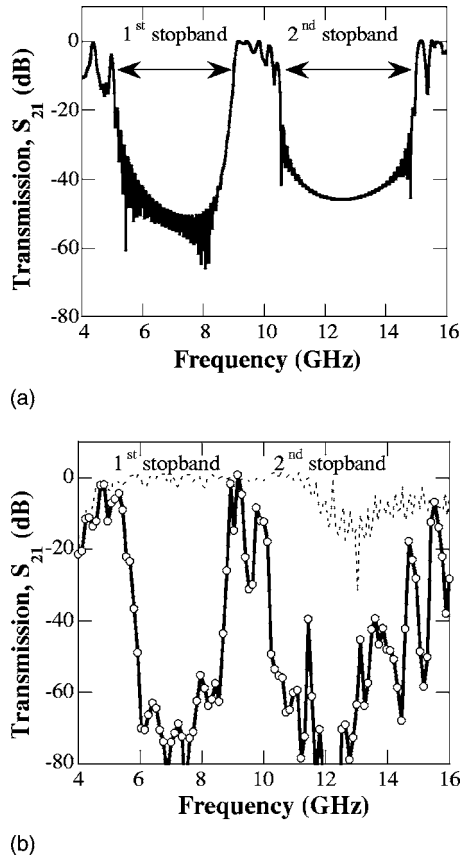 1st stopband 2nd stopband
0
-20
-40
-60
-80
Transmission, S21 (dB)
4 6 8 10 12 14 16
Frequency (GHz)
(a)
1st stopband 2nd stopband
0
-20
-40
-60
-80
Transmission, S21 (dB)
4 6 8 10 12 14 16
Frequency (GHz)
(b)